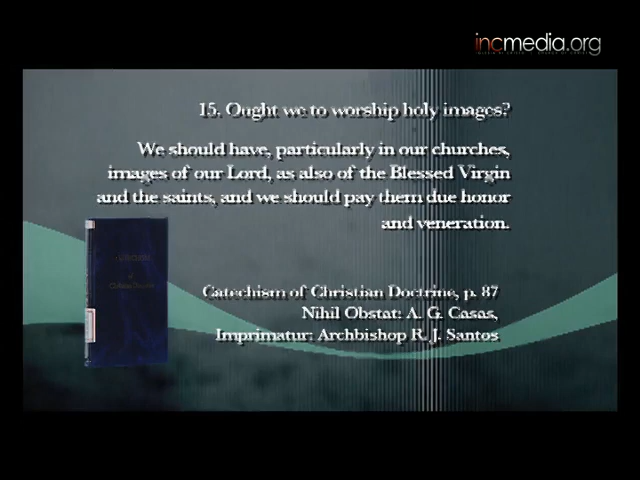 incmedia.org
15. Ought we to worship holy images?
We should have, particularly in our churches,
images of our Lord, as also of the Blessed Virgin
and the saints, and we should pay them due honor
and veneration.
Catechism of Christian Doctrine, p. 87
Nihil Obstat: A. G. Casas,
Imprimatur: Archbishop R. J. Santos